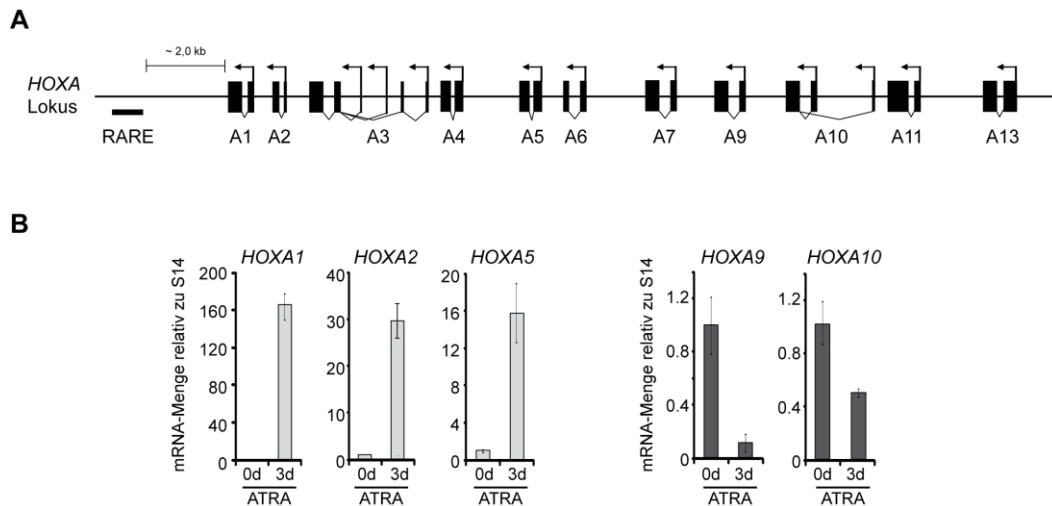 A
~ 2,0 kb
HOXA
Lokus
RARE
A1 A2 A3 A4 A5 A6 A7 A9 A10 A11 A13
B
HOXA1 HOXA2 HOXA5 HOXA9 HOXA10
mRNA-Menge relativ zu S14
200
160
120
80
40
0
0d 3d
ATRA
40
30
20
10
0
0d 3d
ATRA
20
16
12
8
4
0
0d 3d
ATRA
mRNA-Menge relativ zu S14
1.2
0.8
0.4
0
0d 3d
ATRA
1.2
0.8
0.4
0
0d 3d
ATRA